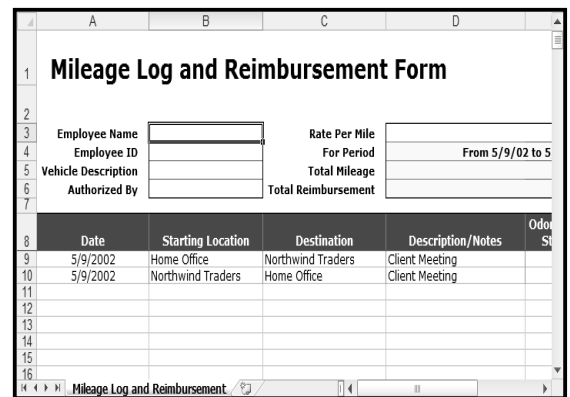 A B C D
1 Mileage Log and Reimbursement Form
2
3 Employee Name Rate Per Mile
4 Employee ID For Period From 5/9/02 to 5
5 Vehicle Description Total Mileage
6 Authorized By Total Reimbursement
7
Odo
8 Date Starting Location Destination Description/Notes St
9 5/9/2002 Home Office Northwind Traders Client Meeting
10 5/9/2002 Northwind Traders Home Office Client Meeting
11
12
13
14
15
16
Mileage Log and Reimbursement